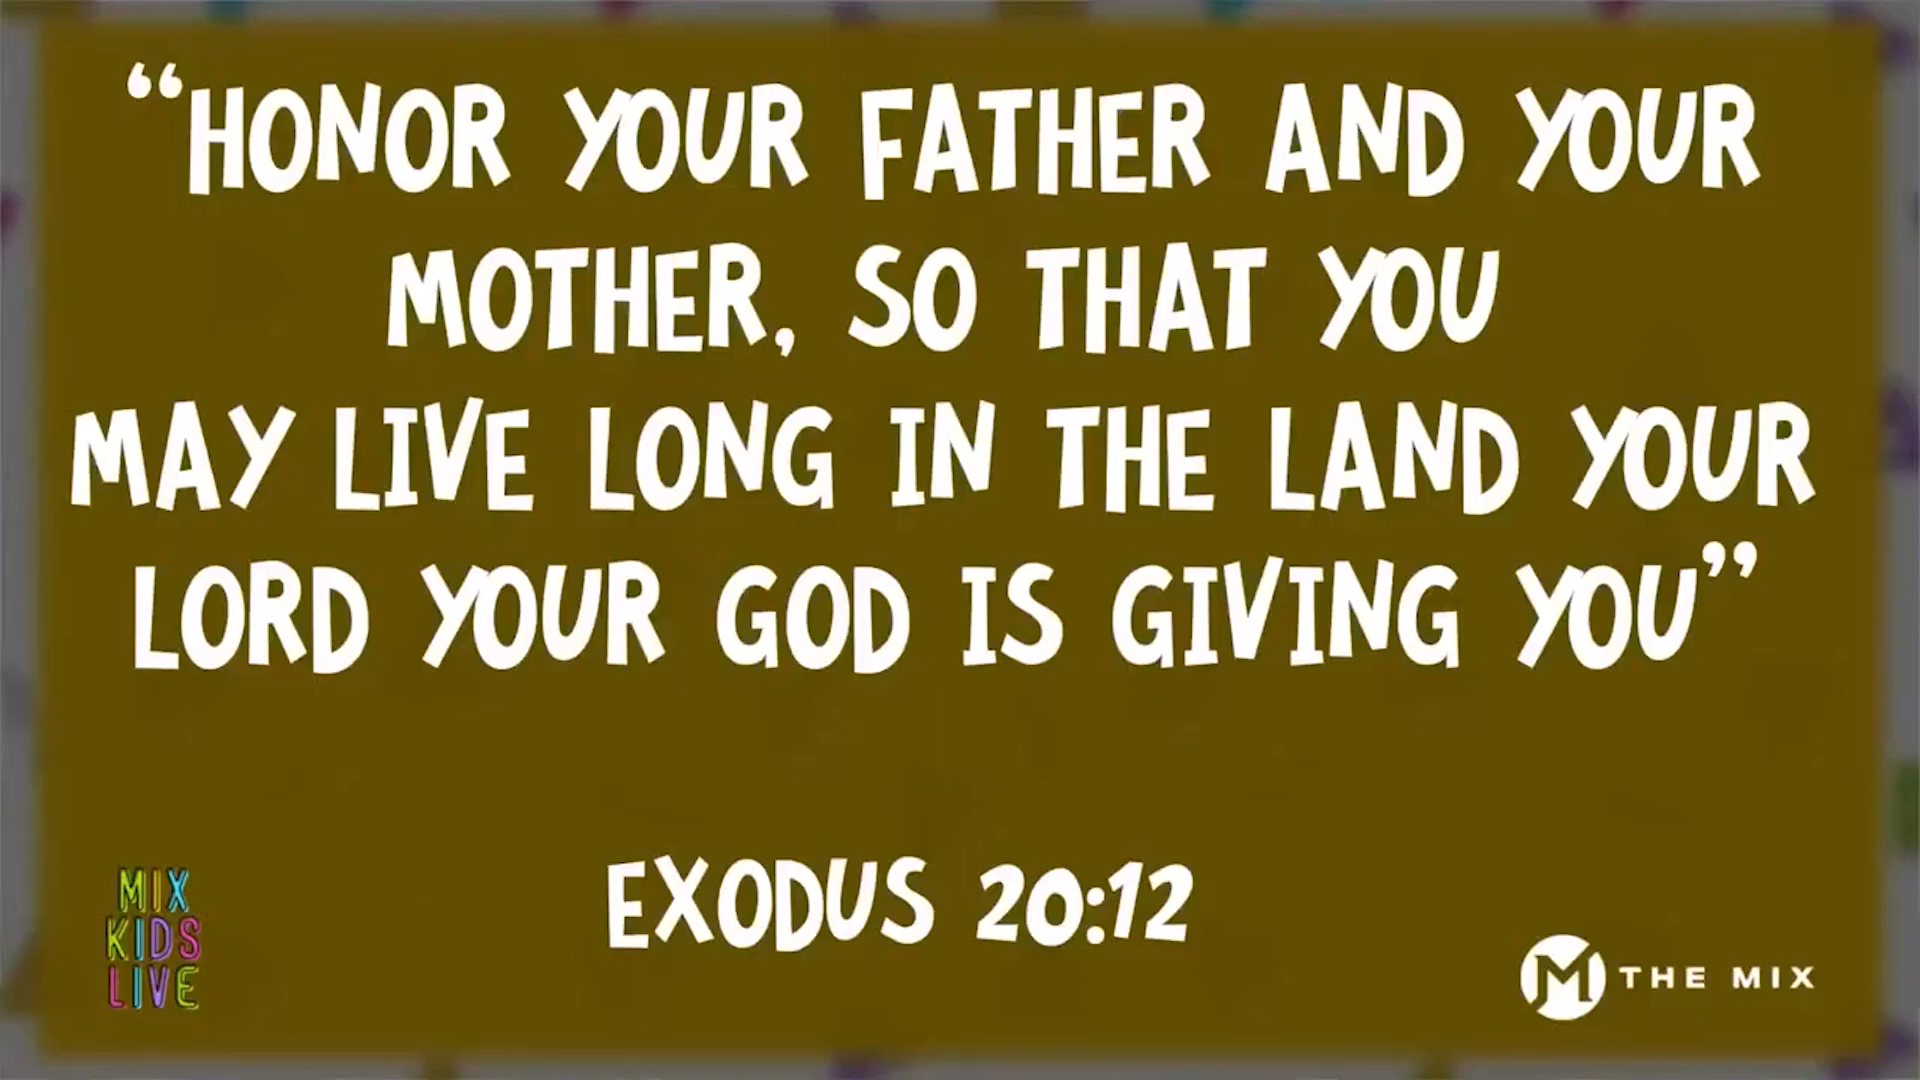 “HONOR YOUR FATHER AND YOUR
MOTHER, SO THAT YOU
MAY LIVE LONG IN THE LAND YOUR
LORD YOUR GOD IS GIVING YOU”
EXODUS 20:12
MIX
KIDS
LIVE
M THE MIX